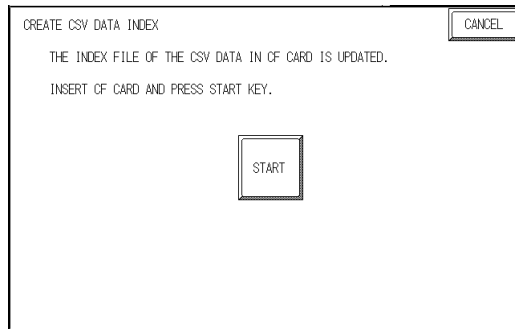 CREATE CSV DATA INDEX
CANCEL
THE INDEX FILE OF THE CSV DATA IN CF CARD IS UPDATED.
INSERT CF CARD AND PRESS START KEY.
START